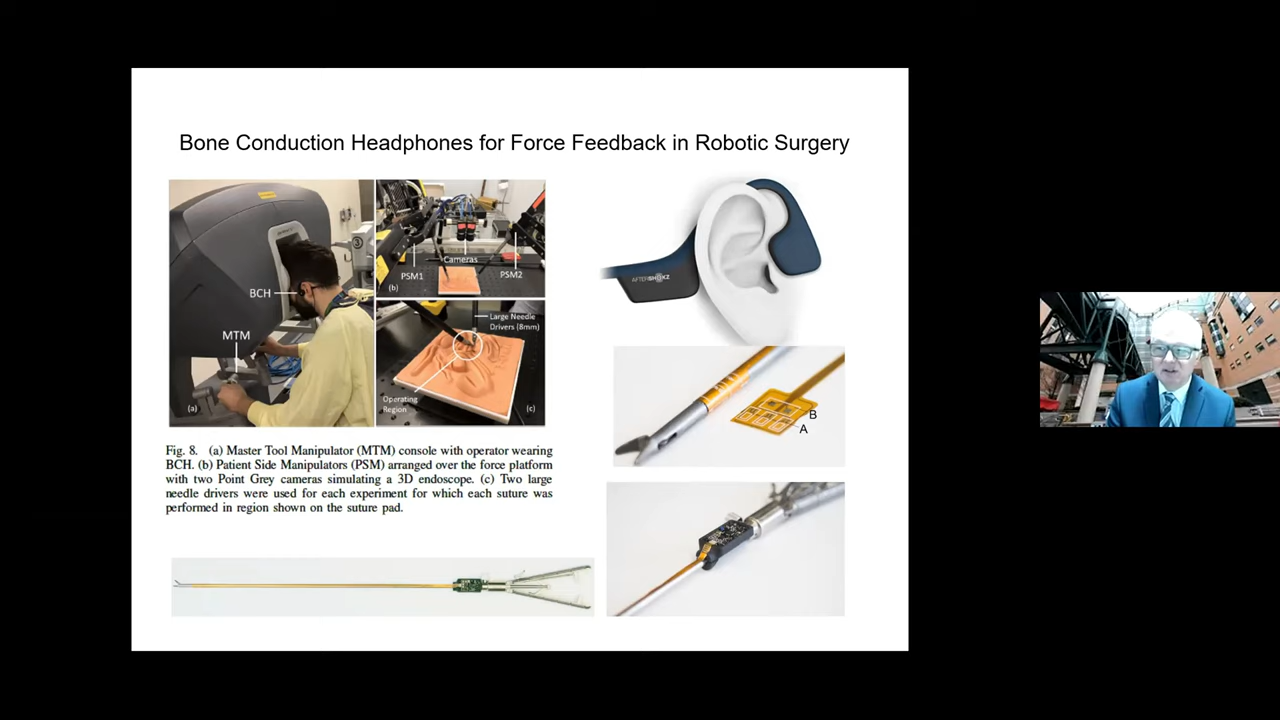 Bone Conduction Headphones for Force Feedback in Robotic Surgery
BCH
MTM
(a)
Cameras
PSM1
PSM2
(b)
Large Needle
Drivers (8mm)
Operating
Region
(c)
Fig. 8. (a) Master Tool Manipulator (MTM) console with operator wearing
BCH. (b) Patient Side Manipulators (PSM) arranged over the force platform
with two Point Grey cameras simulating a 3D endoscope. (c) Two large
needle drivers were used for each experiment for which each suture was
performed in region shown on the suture pad.
AFTERSHOKZ
B
A
3